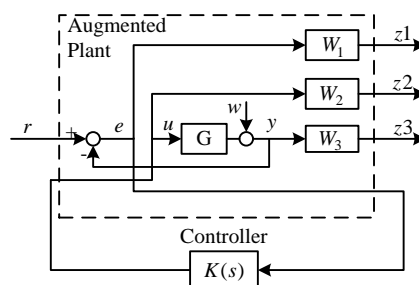 Augmented
Plant
W1
z1
W2
z2
r
+
-
e
u
G
w
y
W3
z3
Controller
K(s)